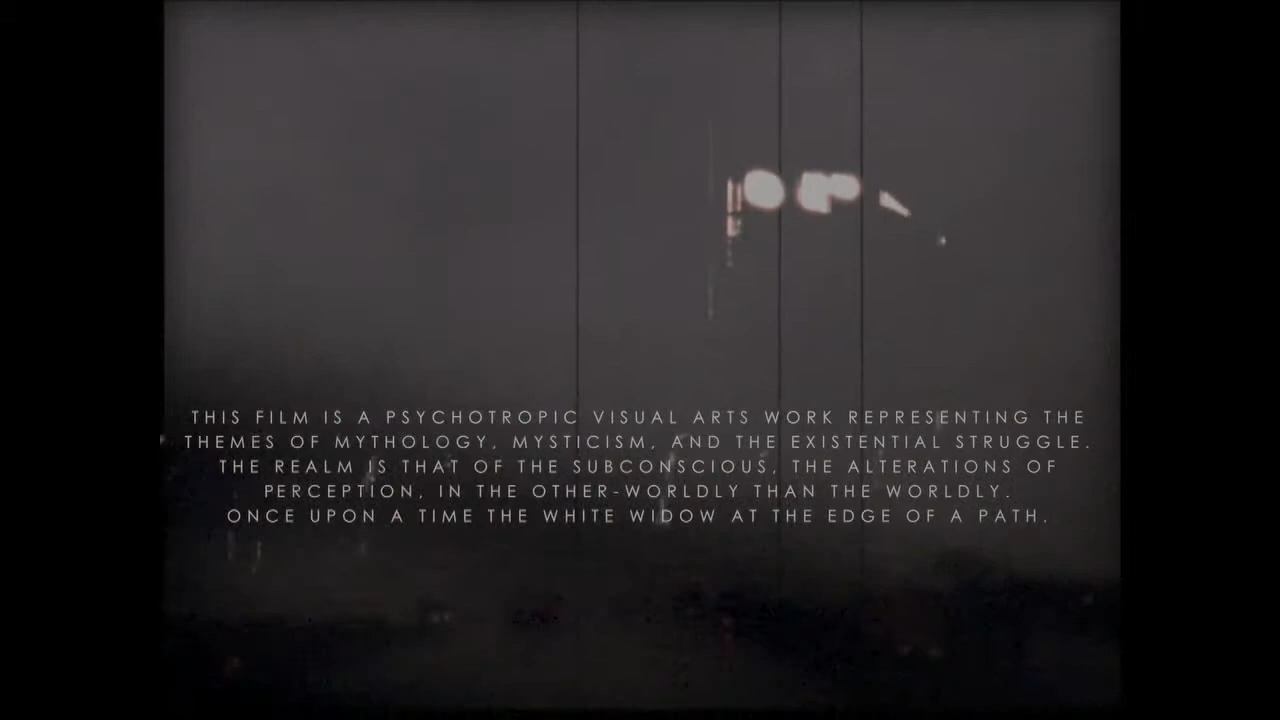 THIS FILM IS A PSYCHOTROPIC VISUAL ARTS WORK REPRESENTING THE
THEMES OF MYTHOLOGY, MYSTICISM, AND THE EXISTENTIAL STRUGGLE.
THE REALM IS THAT OF THE SUBCONSCIOUS, THE ALTERATIONS OF
PERCEPTION, IN THE OTHER-WORLDLY THAN THE WORLDLY.
ONCE UPON A TIME THE WHITE WIDOW AT THE EDGE OF A PATH.